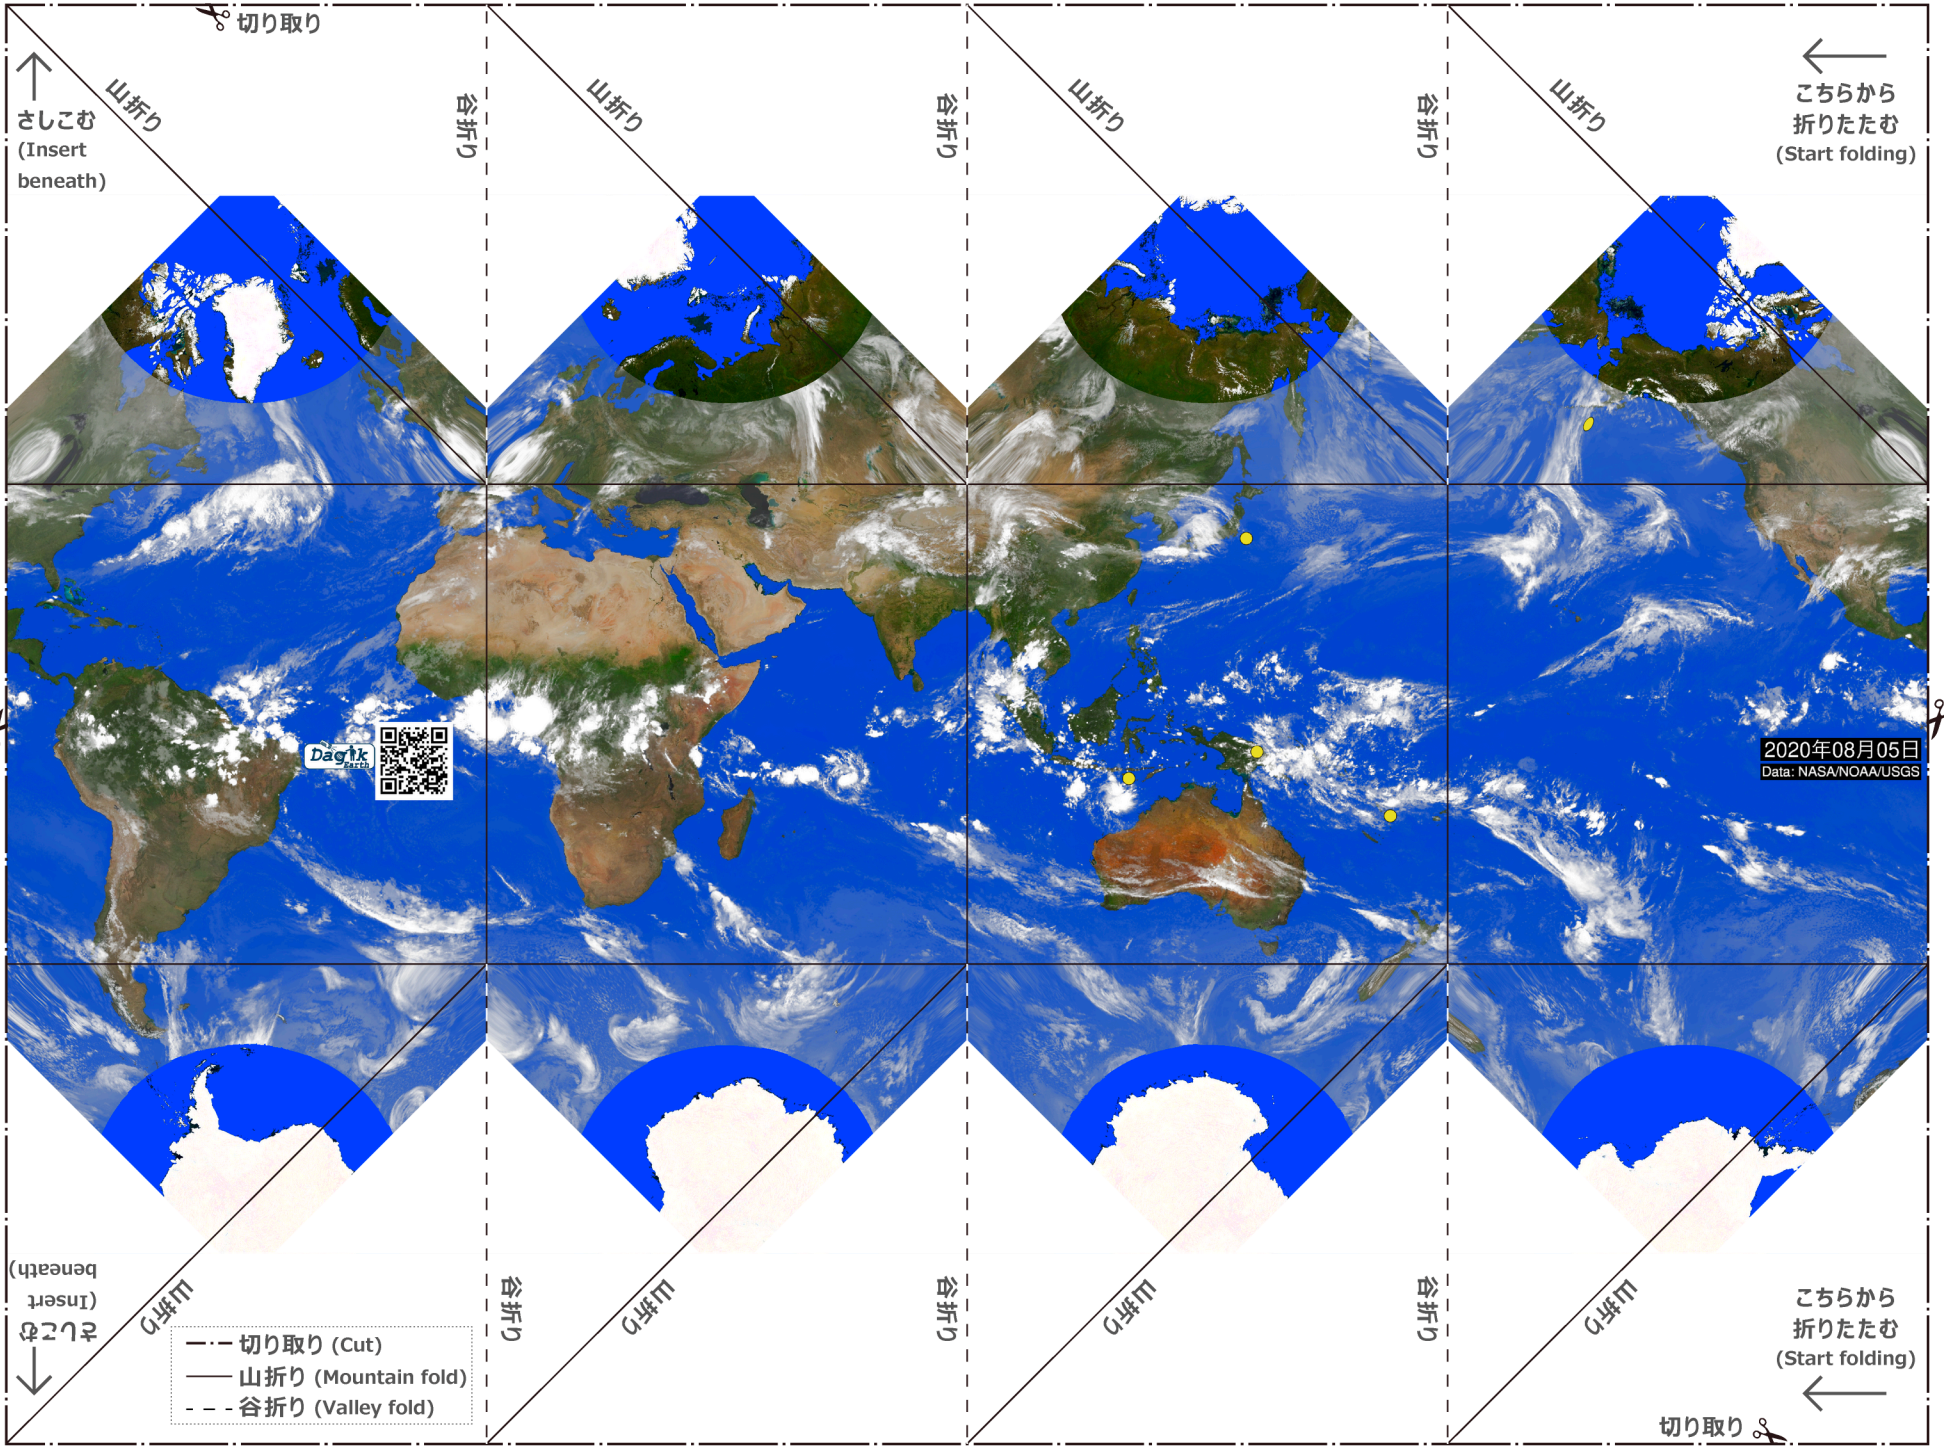 切り取り
さしこむ
(Insert
beneath)
山折り
谷折り
山折り
谷折り
山折り
谷折り
山折り
こちらから
折りたたむ
(Start folding)
Dagik
Earth
2020年08月05日
Data: NASA/NOAA/USGS
さしこむ
(Insert
beneath)
山折り
谷折り
山折り
谷折り
山折り
谷折り
山折り
こちらから
折りたたむ
(Start folding)
切り取り (Cut)
山折り (Mountain fold)
谷折り (Valley fold)
切り取り